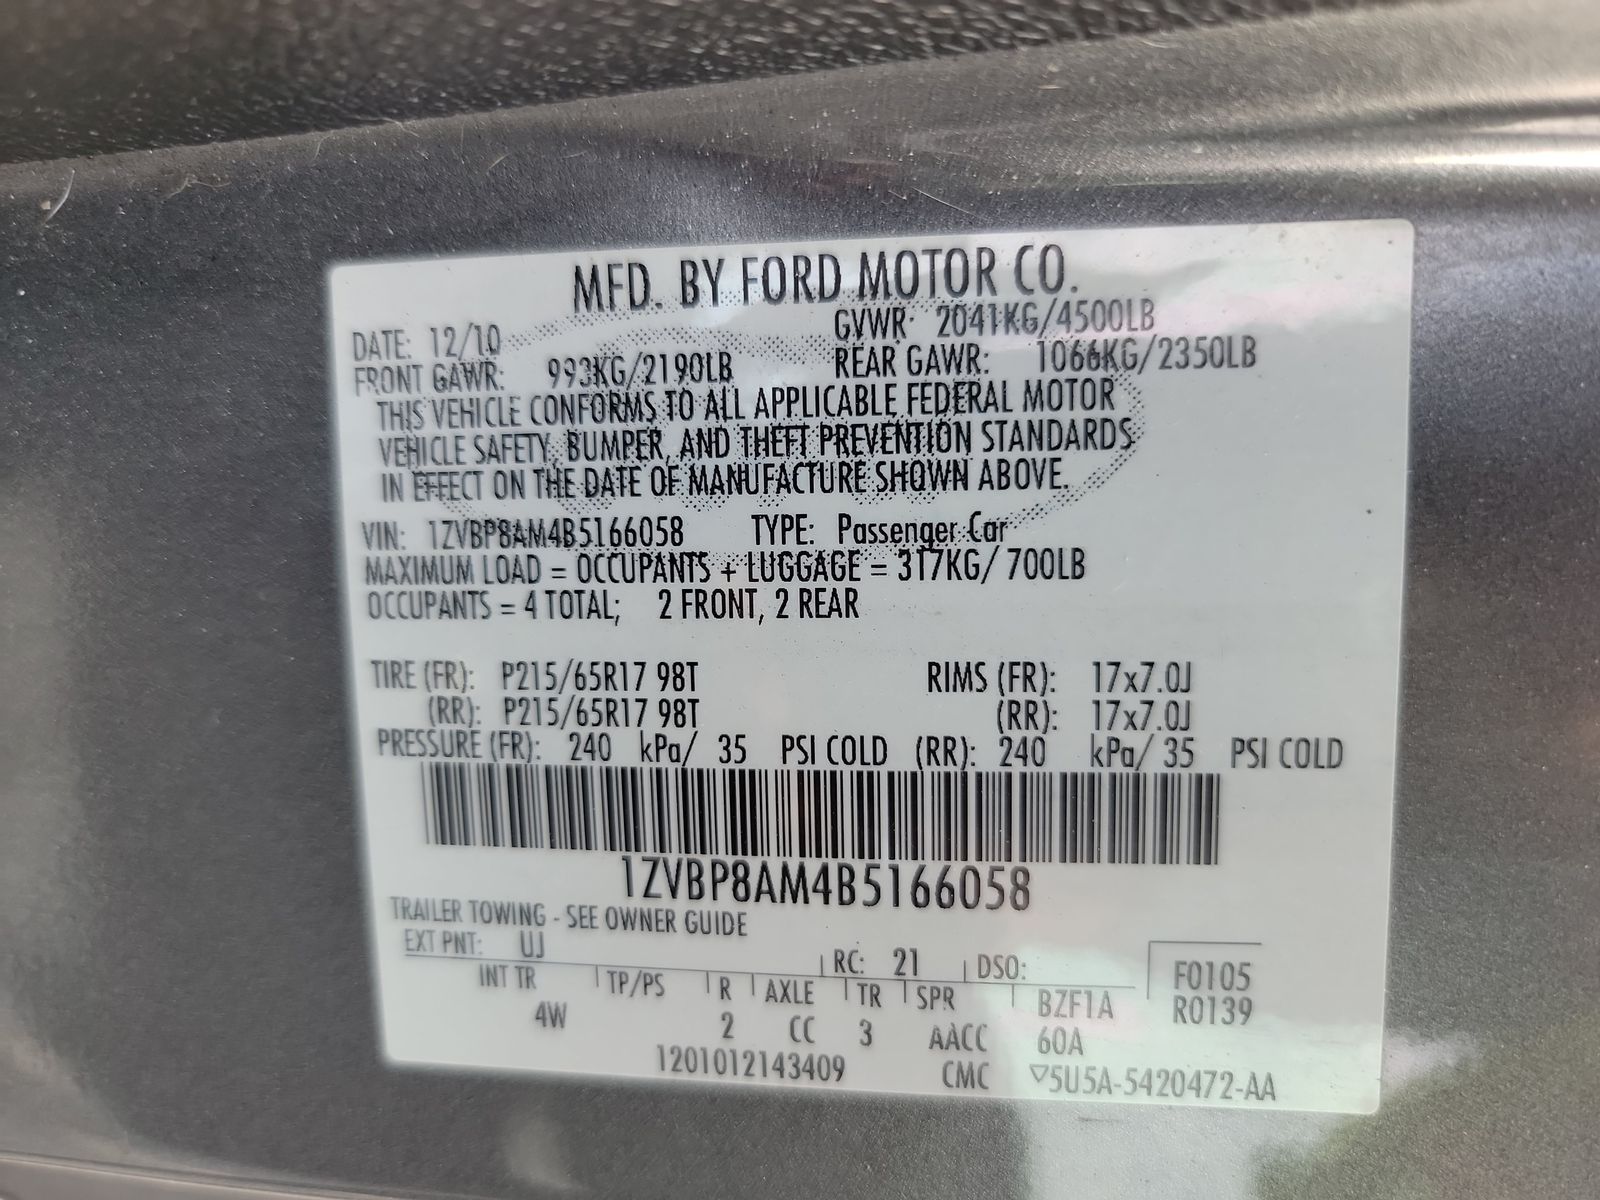 MFD. BY FORD MOTOR CO.
DATE: 12/10 GVWR: 2041KG/4500LB
FRONT GAWR: 993KG/2190LB REAR GAWR: 1066KG/2350LB
THIS VEHICLE CONFORMS TO ALL APPLICABLE FEDERAL MOTOR
VEHICLE SAFETY, BUMPER, AND THEFT PREVENTION STANDARDS
IN EFFECT ON THE DATE OF MANUFACTURE SHOWN ABOVE.
VIN: 1ZVBP8AM4B5166058 TYPE: Passenger Car
MAXIMUM LOAD = OCCUPANTS + LUGGAGE = 317KG/ 700LB
OCCUPANTS = 4 TOTAL; 2 FRONT, 2 REAR
TIRE (FR): P215/65R17 98T RIMS (FR): 17x7.0J
(RR): P215/65R17 98T (RR): 17x7.0J
PRESSURE (FR): 240 kPa/ 35 PSI COLD (RR): 240 kPa/ 35 PSI COLD
1ZVBP8AM4B5166058
TRAILER TOWING - SEE OWNER GUIDE
EXT PNT: UJ RC: 21 DSO: F0105
INT TR TP/PS R AXLE TR SPR BZF1A R0139
4W 2 CC 3 AACC 60A
1201012143409 CMC ▽5U5A-5420472-AA